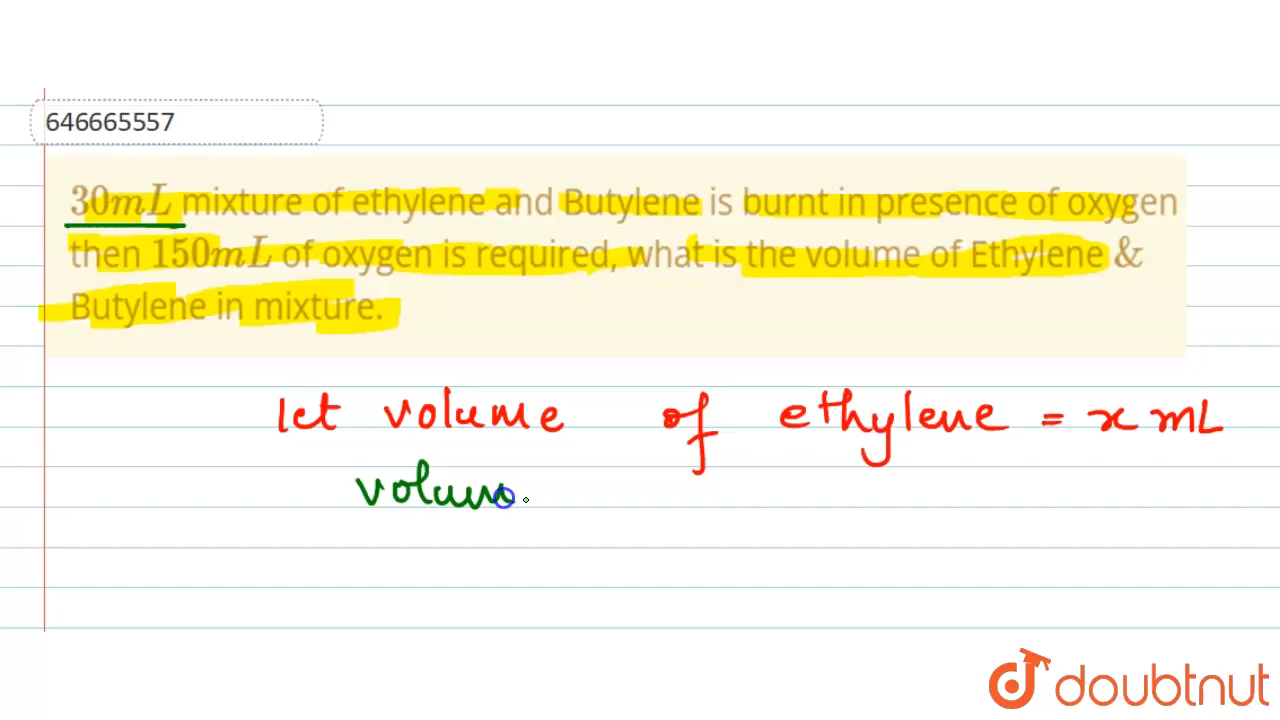 646665557
30mL mixture of ethylene and Butylene is burnt in presence of oxygen
then 150mL of oxygen is required, what is the volume of Ethylene &
Butylene in mixture.
let volume of ethylene = x mL
volum
doubtnut